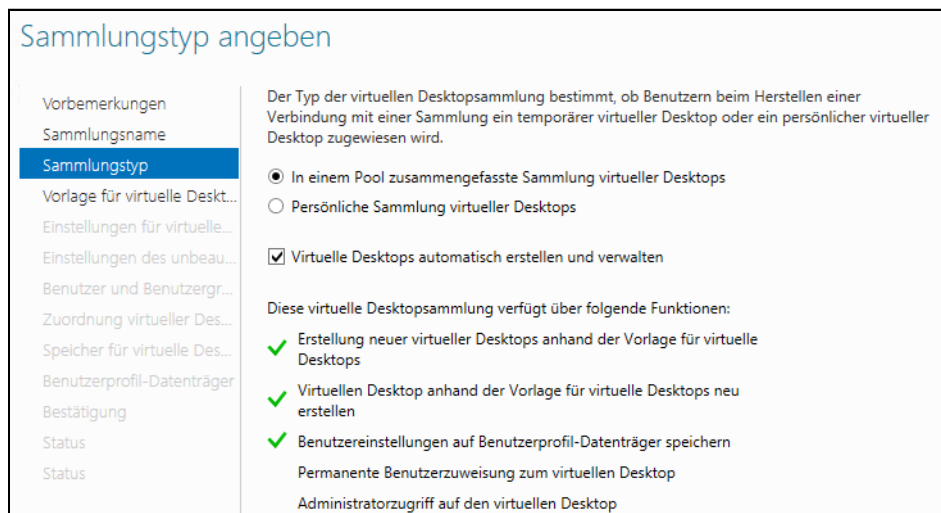 Sammlungstyp angeben
Vorbemerkungen
Sammlungsname
Sammlungstyp
Vorlage für virtuelle Deskt...
Einstellungen für virtuelle...
Einstellungen des unbeau...
Benutzer und Benutzergr...
Zuordnung virtueller Des...
Speicher für virtuelle Des...
Benutzerprofil-Datenträger
Bestätigung
Status
Status
Der Typ der virtuellen Desktopsammlung bestimmt, ob Benutzern beim Herstellen einer
Verbindung mit einer Sammlung ein temporärer virtueller Desktop oder ein persönlicher virtueller
Desktop zugewiesen wird.
In einem Pool zusammengefasste Sammlung virtueller Desktops
Persönliche Sammlung virtueller Desktops
Virtuelle Desktops automatisch erstellen und verwalten
Diese virtuelle Desktopsammlung verfügt über folgende Funktionen:
Erstellung neuer virtueller Desktops anhand der Vorlage für virtuelle
Desktops
Virtuellen Desktop anhand der Vorlage für virtuelle Desktops neu
erstellen
Benutzereinstellungen auf Benutzerprofil-Datenträger speichern
Permanente Benutzerzuweisung zum virtuellen Desktop
Administratorzugriff auf den virtuellen Desktop